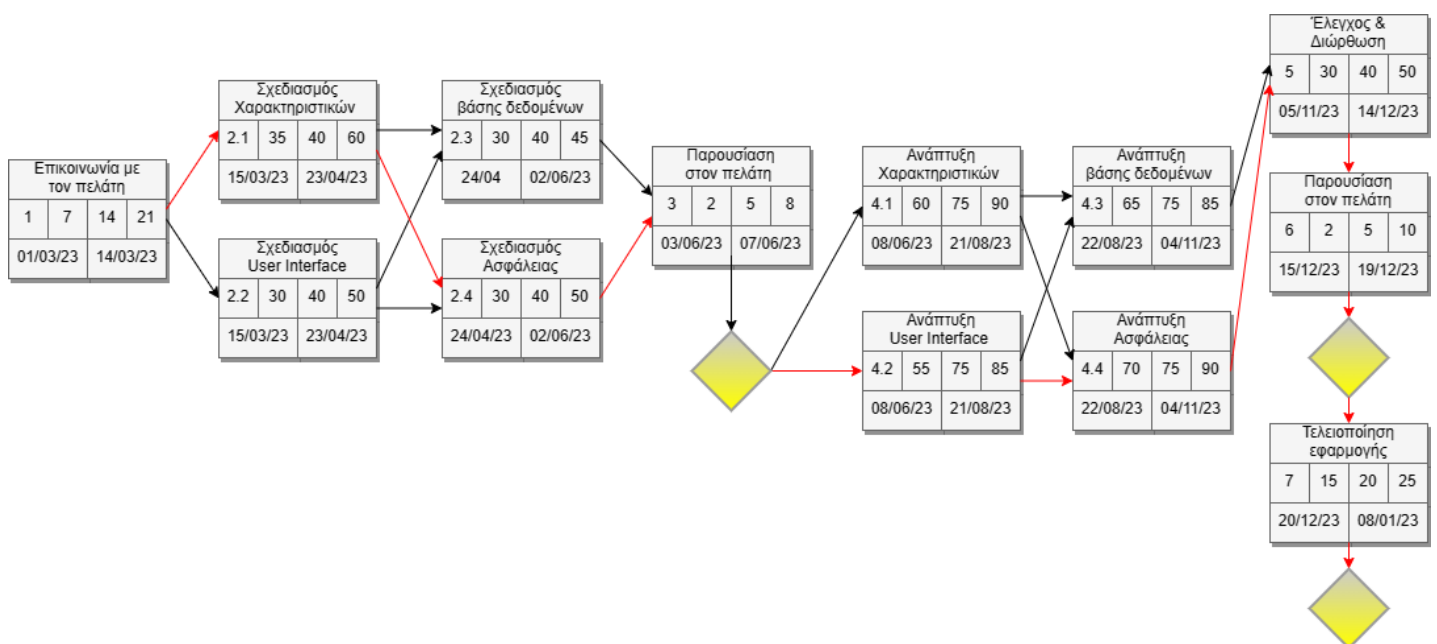 Επικοινωνία με
τον πελάτη
1 7 14 21
01/03/23 14/03/23
Σχεδιασμός
Χαρακτηριστικών
2.1 35 40 60
15/03/23 23/04/23
Σχεδιασμός
User Interface
2.2 30 40 50
15/03/23 23/04/23
Σχεδιασμός
βάσης δεδομένων
2.3 30 40 45
24/04 02/06/23
Σχεδιασμός
Ασφάλειας
2.4 30 40 50
24/04/23 02/06/23
Παρουσίαση
στον πελάτη
3 2 5 8
03/06/23 07/06/23
Ανάπτυξη
Χαρακτηριστικών
4.1 60 75 90
08/06/23 21/08/23
Ανάπτυξη
User Interface
4.2 55 75 85
08/06/23 21/08/23
Ανάπτυξη
βάσης δεδομένων
4.3 65 75 85
22/08/23 04/11/23
Ανάπτυξη
Ασφάλειας
4.4 70 75 90
22/08/23 04/11/23
Έλεγχος &
Διώρθωση
5 30 40 50
05/11/23 14/12/23
Παρουσίαση
στον πελάτη
6 2 5 10
15/12/23 19/12/23
Τελειοποίηση
εφαρμογής
7 15 20 25
20/12/23 08/01/23